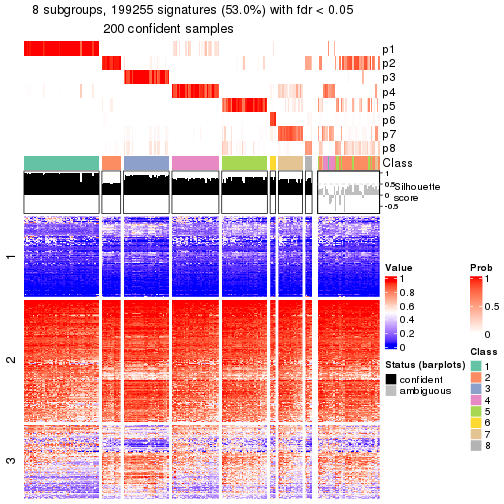 8 subgroups, 199255 signatures (53.0%) with fdr < 0.05
200 confident samples
p1
p2
p3
p4
p5
p6
p7
p8
Class
1
0.5
0
-0.5
Silhouette
score
1
2
3
Value
1
0.8
0.6
0.4
0.2
0
Prob
1
0.5
0
Status (barplots)
confident
ambiguous
Class
1
2
3
4
5
6
7
8